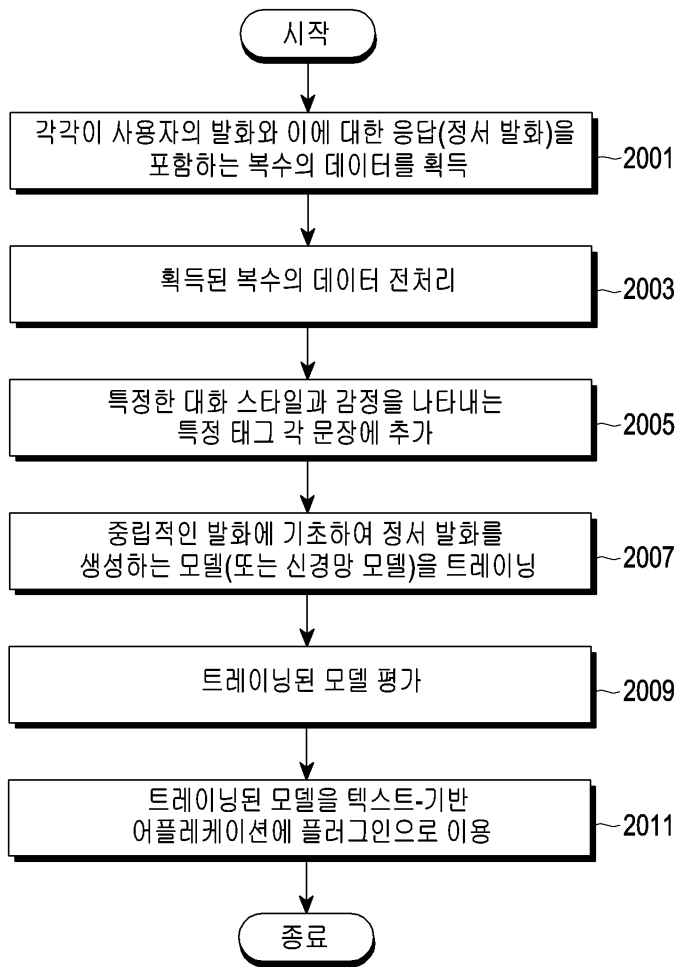 시작
각각이 사용자의 발화와 이에 대한 응답(정서 발화)을
포함하는 복수의 데이터를 획득
2001
획득된 복수의 데이터 전처리
2003
특정한 대화 스타일과 감정을 나타내는
특정 태그 각 문장에 추가
2005
중립적인 발화에 기초하여 정서 발화를
생성하는 모델(또는 신경망 모델)을 트레이닝
2007
트레이닝된 모델 평가
2009
트레이닝된 모델을 텍스트-기반
어플레케이션에 플러그인으로 이용
2011
종료